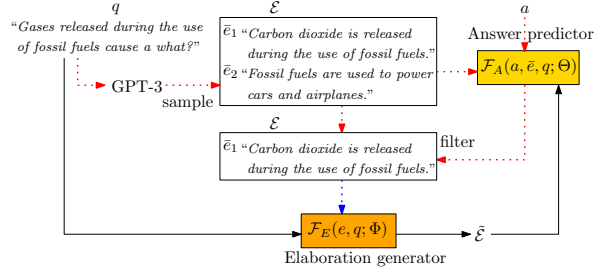 q
“Gases released during the use
of fossil fuels cause a what?”
GPT-3
sample
ℰ
ē₁ “Carbon dioxide is released
during the use of fossil fuels.”
ē₂ “Fossil fuels are used to power
cars and airplanes.”
a
Answer predictor
ℱ_A(a, ē, q; Θ)
ℰ
ē₁ “Carbon dioxide is released
during the use of fossil fuels.”
filter
ℱ_E(e, q; Φ)
Elaboration generator
ℰ̃